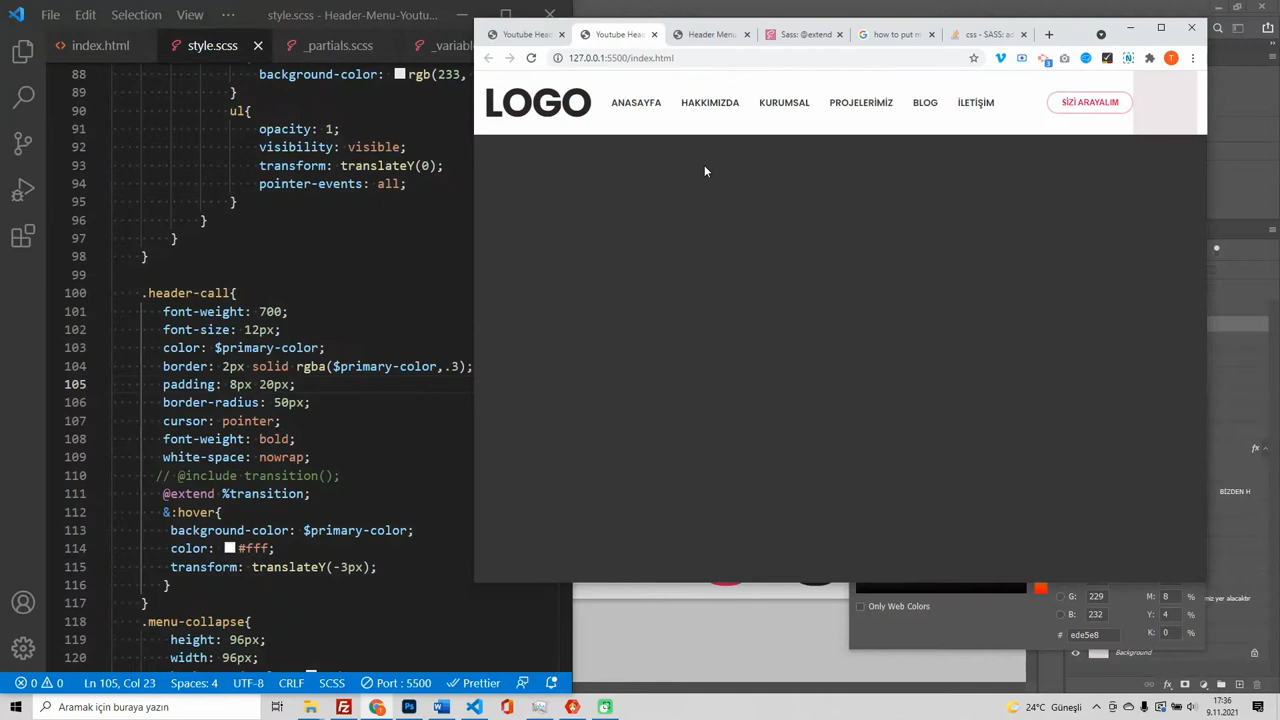 style.scss - Header-Menu-Youtu...
index.html
style.scss
_partials.scss
88
background-color: rgb(233,
89
}
90
ul{
91
opacity: 1;
92
visibility: visible;
93
transform: translateY(0);
94
pointer-events: all;
95
}
96
}
97
}
98
}
99
100
.header-call{
101
font-weight: 700;
102
font-size: 12px;
103
color: $primary-color;
104
border: 2px solid rgba($primary-color,.3);
105
padding: 8px 20px;
106
border-radius: 50px;
107
cursor: pointer;
108
font-weight: bold;
109
white-space: nowrap;
110
// @include transition();
111
@extend %transition;
112
&:hover{
113
background-color: $primary-color;
114
color: #fff;
115
transform: translateY(-3px);
116
}
117
}
118
.menu-collapse{
119
height: 96px;
120
width: 96px;
0 0
Ln 105, Col 23
Spaces: 4
UTF-8
CRLF
SCSS
Port : 5500
Prettier
Youtube Hea
Youtube Hea
Header Menu
Sass: @extend
how to put m
css - SASS: a
127.0.0.1:5500/index.html
3
T
LOGO
ANASAYFA
HAKKIMIZDA
KURUMSAL
PROJELERİMİZ
BLOG
İLETİŞİM
SİZİ ARAYALIM
fx
BİZDEN H
Only Web Colors
G: 229
M: 8 %
B: 232
Y: 4 %
K: 0 %
# ede5e8
miz yer alacaktır
Background
fx
Aramak için buraya yazın
24°C Güneşli
17:36
9.11.2021